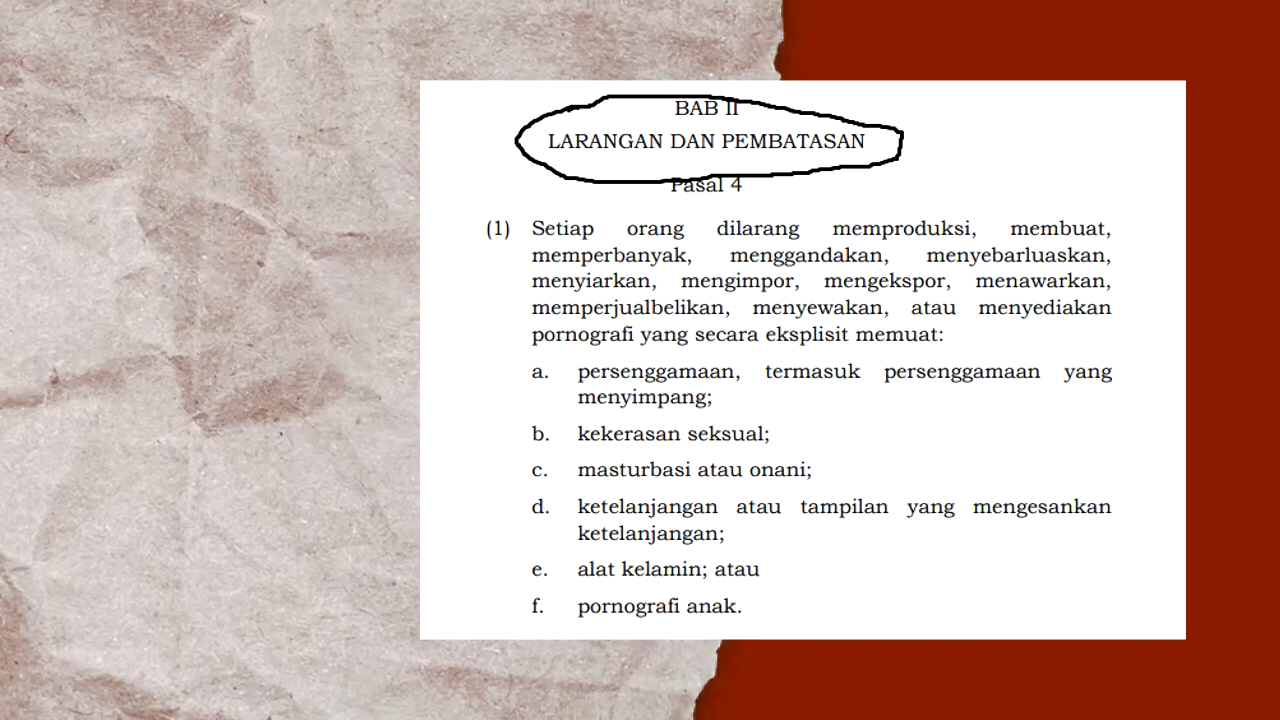 BAB II
LARANGAN DAN PEMBATASAN
Pasal 4
(1) Setiap orang dilarang memproduksi, membuat,
memperbanyak, menggandakan, menyebarluaskan,
menyiarkan, mengimpor, mengekspor, menawarkan,
memperjualbelikan, menyewakan, atau menyediakan
pornografi yang secara eksplisit memuat:
a. persenggamaan, termasuk persenggamaan yang
menyimpang;
b. kekerasan seksual;
c. masturbasi atau onani;
d. ketelanjangan atau tampilan yang mengesankan
ketelanjangan;
e. alat kelamin; atau
f. pornografi anak.